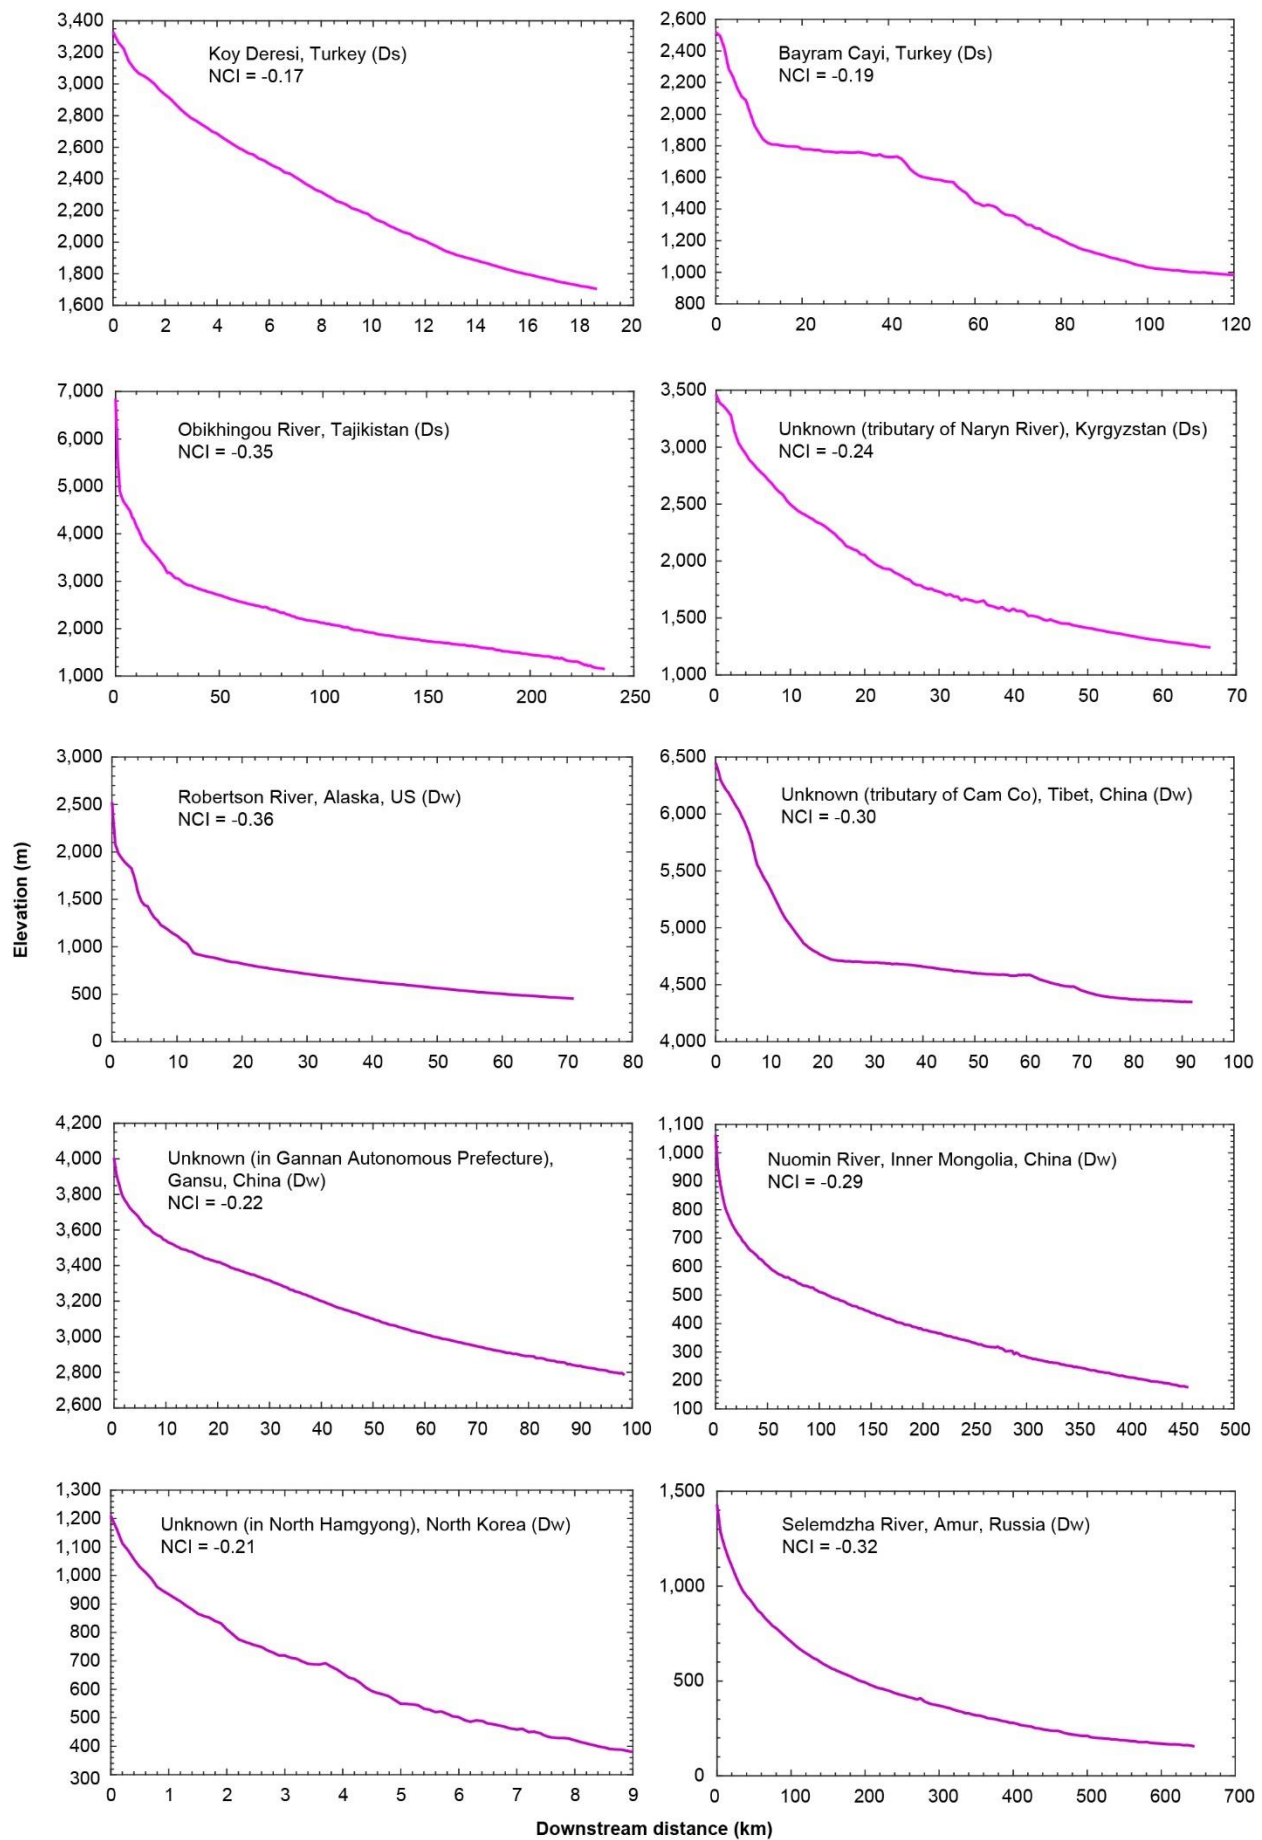 3,400
3,200
3,000
2,800
2,600
2,400
2,200
2,000
1,800
1,600
Koy Deresi, Turkey (Ds)
NCI = -0.17
0 2 4 6 8 10 12 14 16 18 20
2,600
2,400
2,200
2,000
1,800
1,600
1,400
1,200
1,000
800
Bayram Cayi, Turkey (Ds)
NCI = -0.19
0 20 40 60 80 100 120
7,000
6,000
5,000
4,000
3,000
2,000
1,000
Obikhingou River, Tajikistan (Ds)
NCI = -0.35
0 50 100 150 200 250
3,500
3,000
2,500
2,000
1,500
1,000
Unknown (tributary of Naryn River), Kyrgyzstan (Ds)
NCI = -0.24
0 10 20 30 40 50 60 70
Elevation (m)
3,000
2,500
2,000
1,500
1,000
500
0
Robertson River, Alaska, US (Dw)
NCI = -0.36
0 10 20 30 40 50 60 70 80
6,500
6,000
5,500
5,000
4,500
4,000
Unknown (tributary of Cam Co), Tibet, China (Dw)
NCI = -0.30
0 10 20 30 40 50 60 70 80 90 100
4,200
4,000
3,800
3,600
3,400
3,200
3,000
2,800
2,600
Unknown (in Gannan Autonomous Prefecture),
Gansu, China (Dw)
NCI = -0.22
0 10 20 30 40 50 60 70 80 90 100
1,100
1,000
900
800
700
600
500
400
300
200
100
Nuomin River, Inner Mongolia, China (Dw)
NCI = -0.29
0 50 100 150 200 250 300 350 400 450 500
1,300
1,200
1,100
1,000
900
800
700
600
500
400
300
Unknown (in North Hamgyong), North Korea (Dw)
NCI = -0.21
0 1 2 3 4 5 6 7 8 9
1,500
1,000
500
0
Selemdzha River, Amur, Russia (Dw)
NCI = -0.32
0 100 200 300 400 500 600 700
Downstream distance (km)